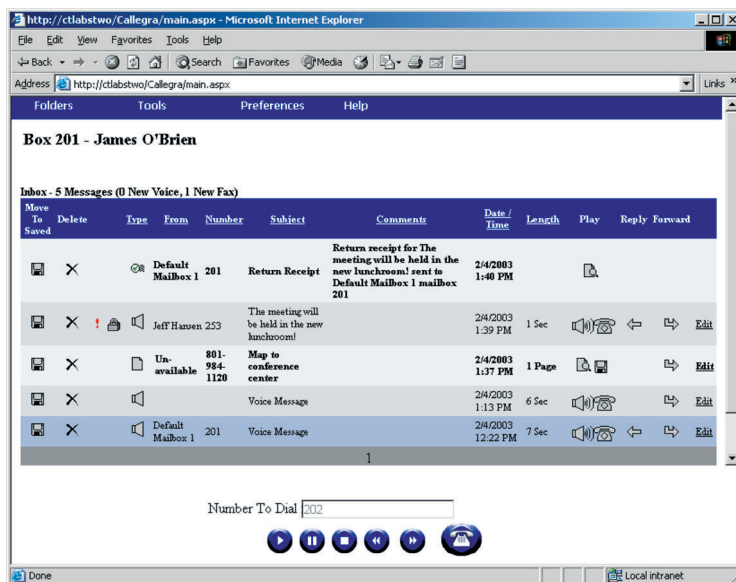 http://ctlabstwo/Callegra/main.aspx - Microsoft Internet Explorer
File Edit View Favorites Tools Help
Back Search Favorites Media
Address http://ctlabstwo/Callegra/main.aspx Links »
Folders Tools Preferences Help
Box 201 - James O'Brien
Inbox - 5 Messages (0 New Voice, 1 New Fax)
Move To Saved Delete Type From Number Subject Comments Date / Time Length Play Reply Forward
Default Mailbox 1 201 Return Receipt Return receipt for The meeting will be held in the new lunchroom! sent to Default Mailbox 1 mailbox 201 2/4/2003 1:40 PM
Jeff Hansen 253 The meeting will be held in the new lunchroom! 2/4/2003 1:39 PM 1 Sec Edit
Un-available 801-984-1120 Map to conference center 2/4/2003 1:37 PM 1 Page Edit
Voice Message 2/4/2003 1:13 PM 6 Sec Edit
Default Mailbox 1 201 Voice Message 2/4/2003 12:22 PM 7 Sec Edit
1
Number To Dial 202
Done Local intranet